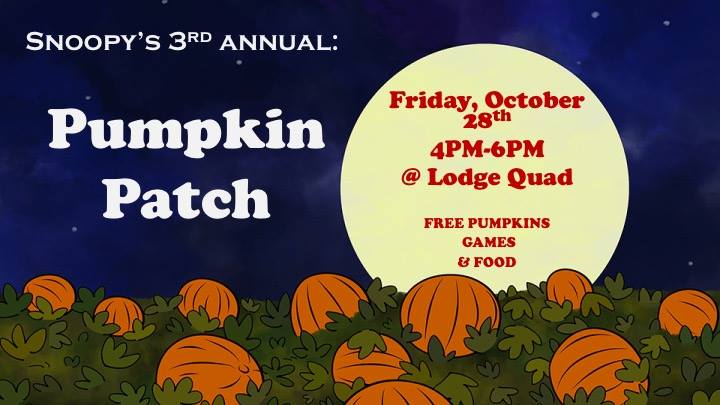 Snoopy's 3rd annual:
Pumpkin
Patch
Friday, October
28th
4PM-6PM
@ Lodge Quad
FREE PUMPKINS
GAMES
& FOOD